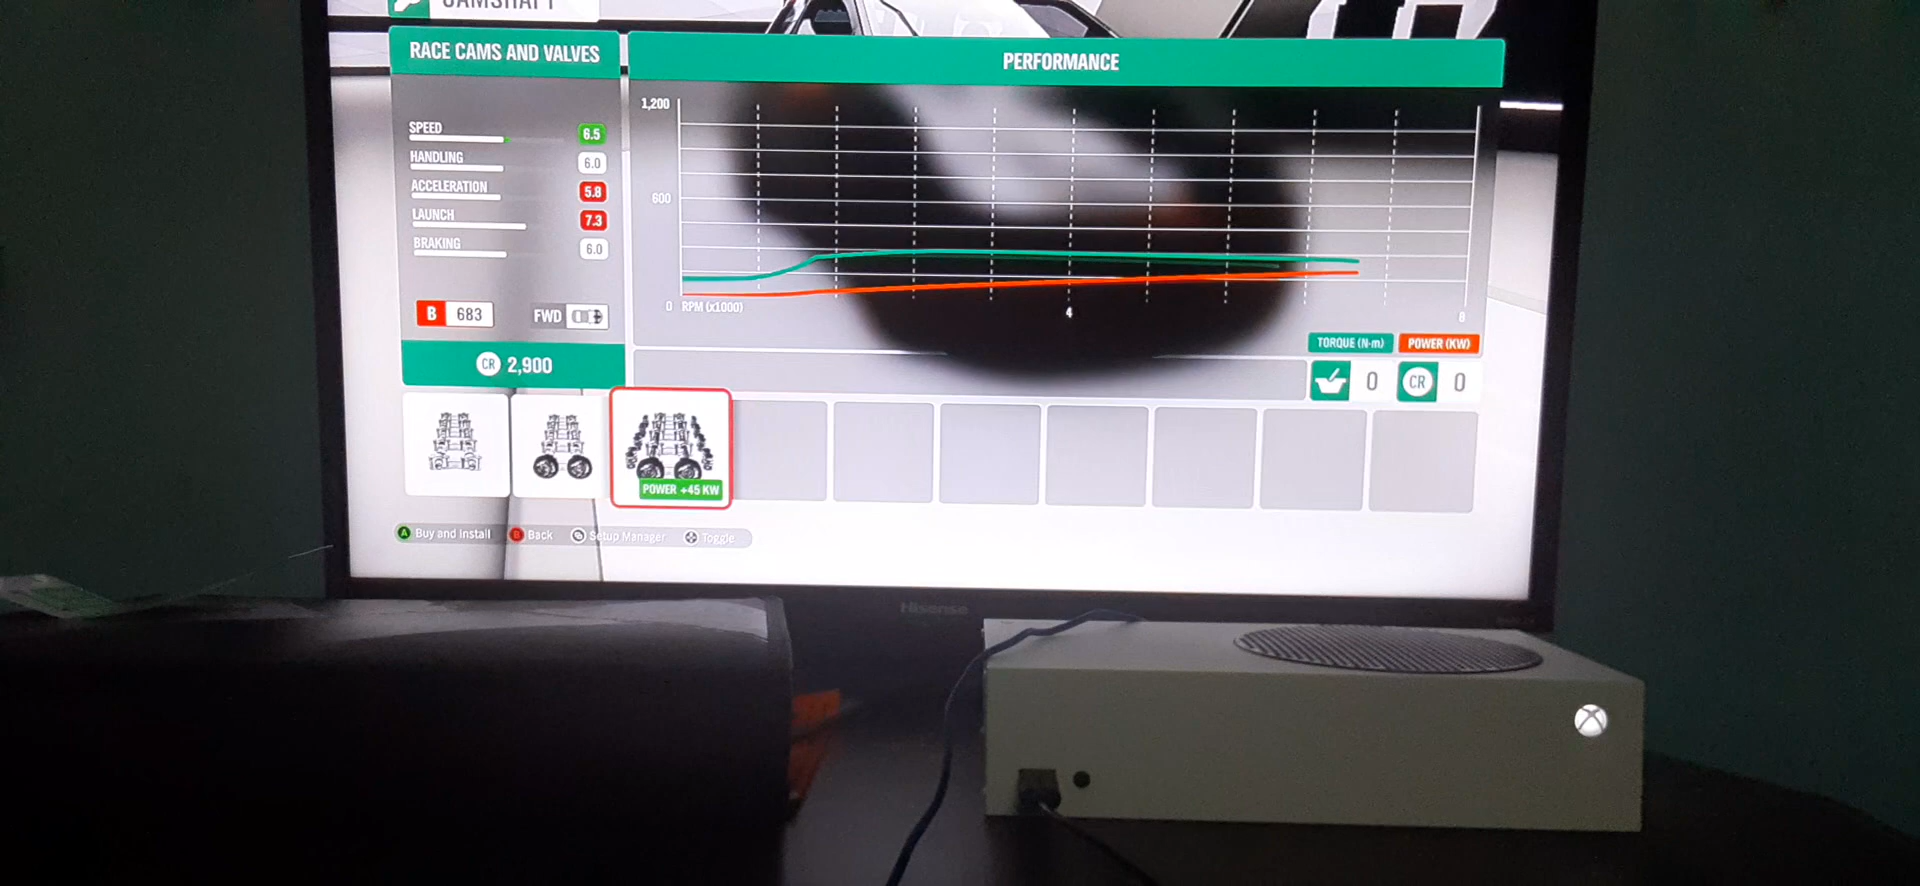 CAMSHAFT
RACE CAMS AND VALVES
PERFORMANCE
SPEED 6.5
HANDLING 6.0
ACCELERATION 5.8
LAUNCH 7.3
BRAKING 6.0
B 683 FWD
CR 2,900
1,200
600
0 RPM (x1000) 4 8
TORQUE (N·m) POWER (KW)
0 CR 0
POWER +45 KW
A Buy and Install B Back Setup Manager Toggle
Hisense